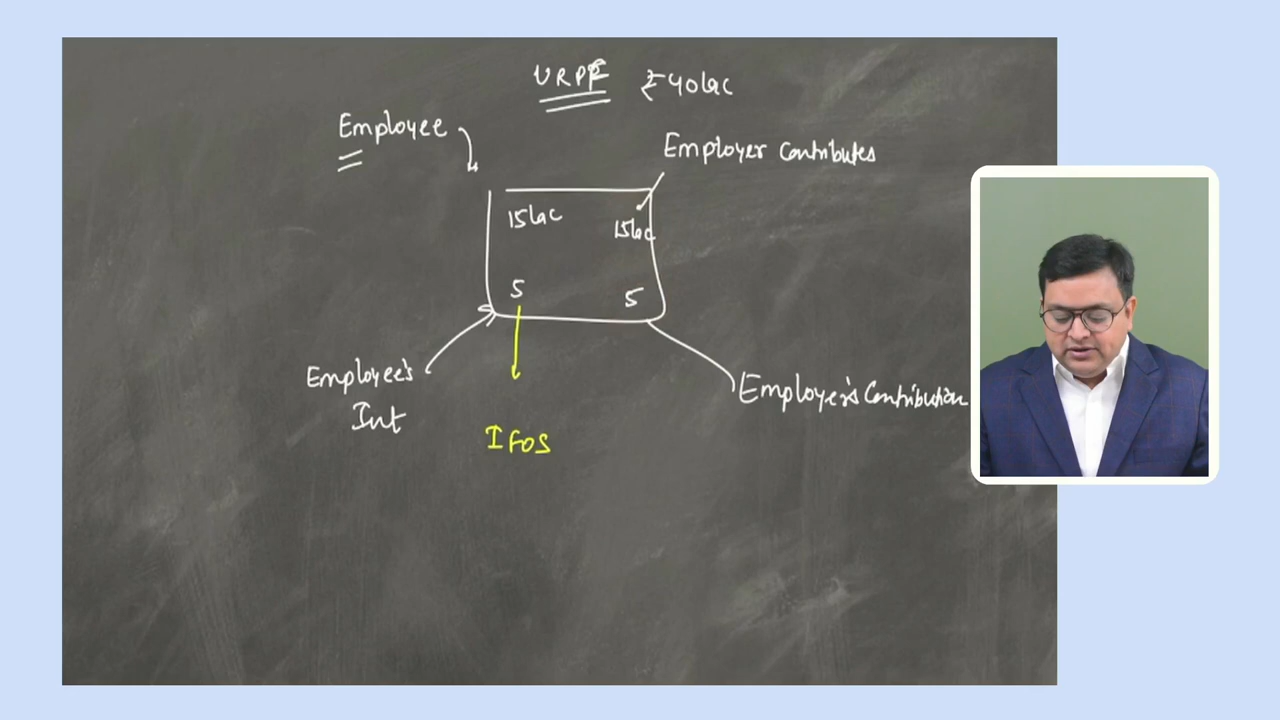 URPF ₹40lac
Employee
Employer Contributes
15lac 15lac
5 5
Employee's
Int
Employer's Contribution
IFOS